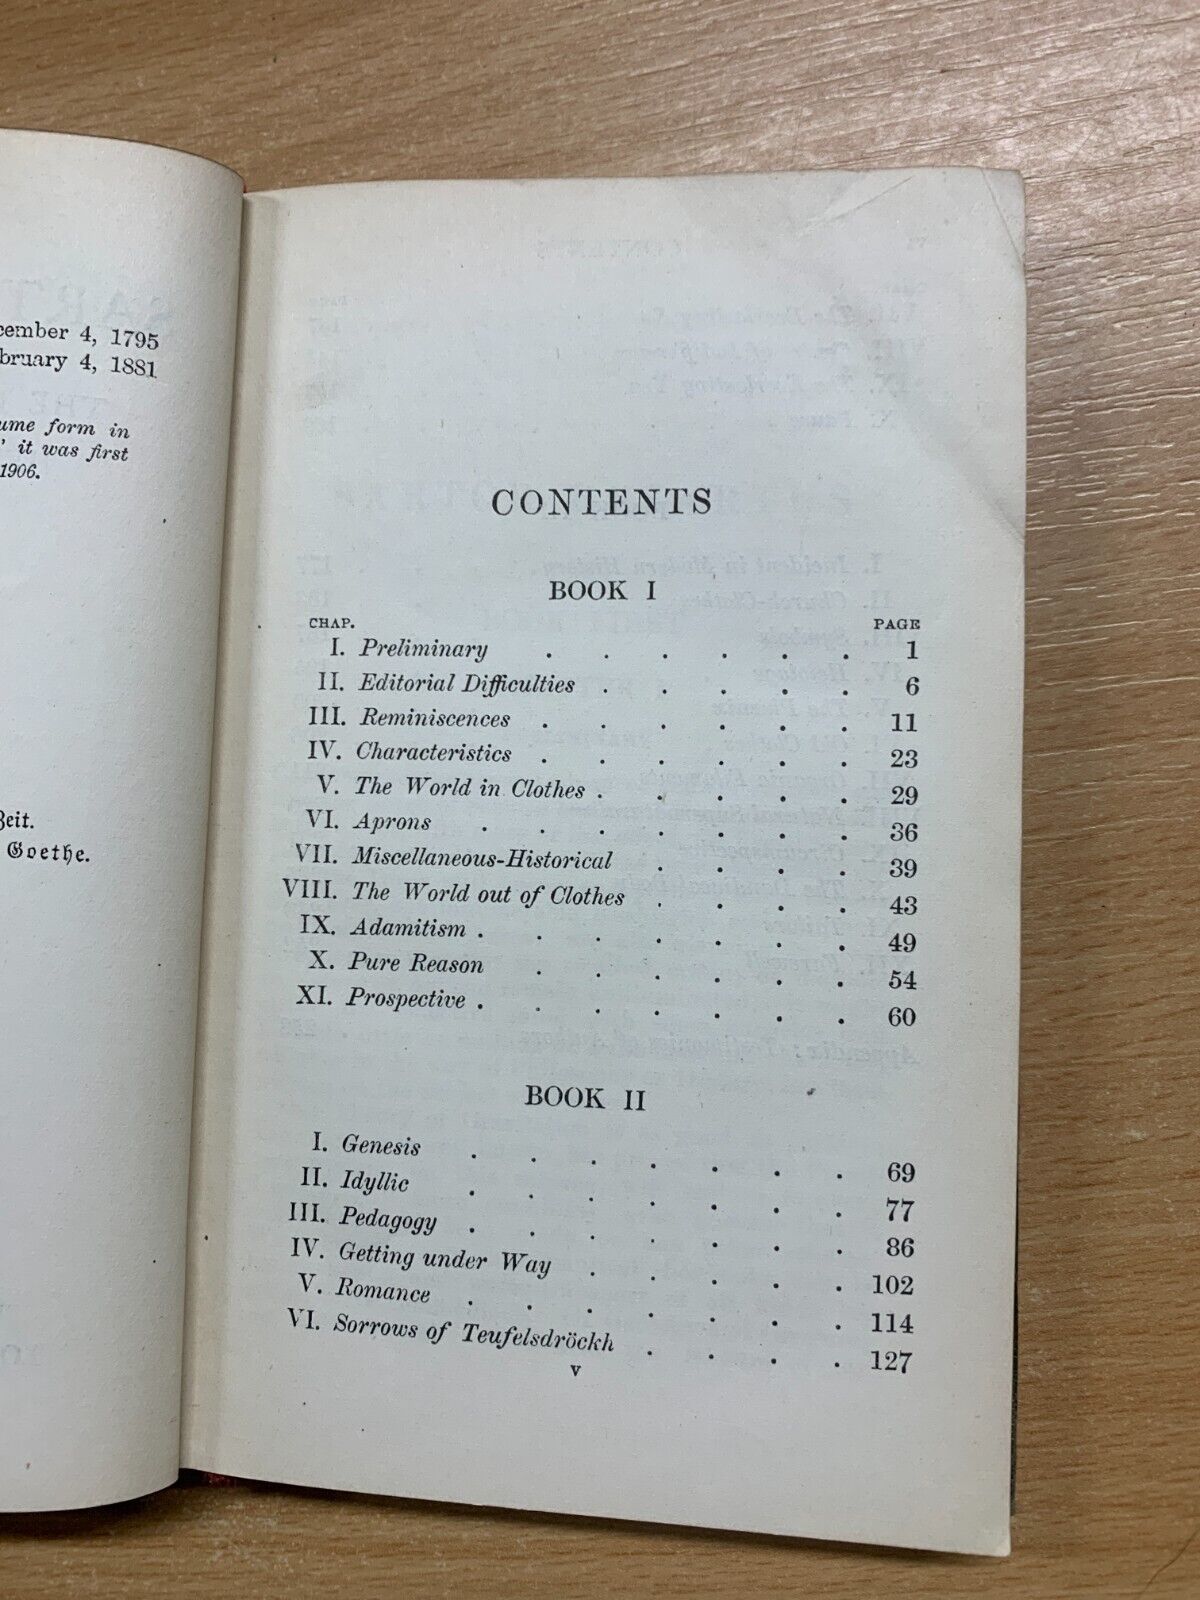 cember 4, 1795
bruary 4, 1881
ume form in
' it was first
1906.
Zeit.
Goethe.
CONTENTS
BOOK I
CHAP. PAGE
I. Preliminary . . . . . . 1
II. Editorial Difficulties . . . . . 6
III. Reminiscences . . . . . . 11
IV. Characteristics . . . . . . 23
V. The World in Clothes . . . . . 29
VI. Aprons . . . . . . . 36
VII. Miscellaneous-Historical . . . . 39
VIII. The World out of Clothes . . . . 43
IX. Adamitism . . . . . . . 49
X. Pure Reason . . . . . . 54
XI. Prospective . . . . . . . 60
BOOK II
I. Genesis . . . . . . . 69
II. Idyllic . . . . . . . 77
III. Pedagogy . . . . . . . 86
IV. Getting under Way . . . . . 102
V. Romance . . . . . . . 114
VI. Sorrows of Teufelsdröckh . . . . 127
v